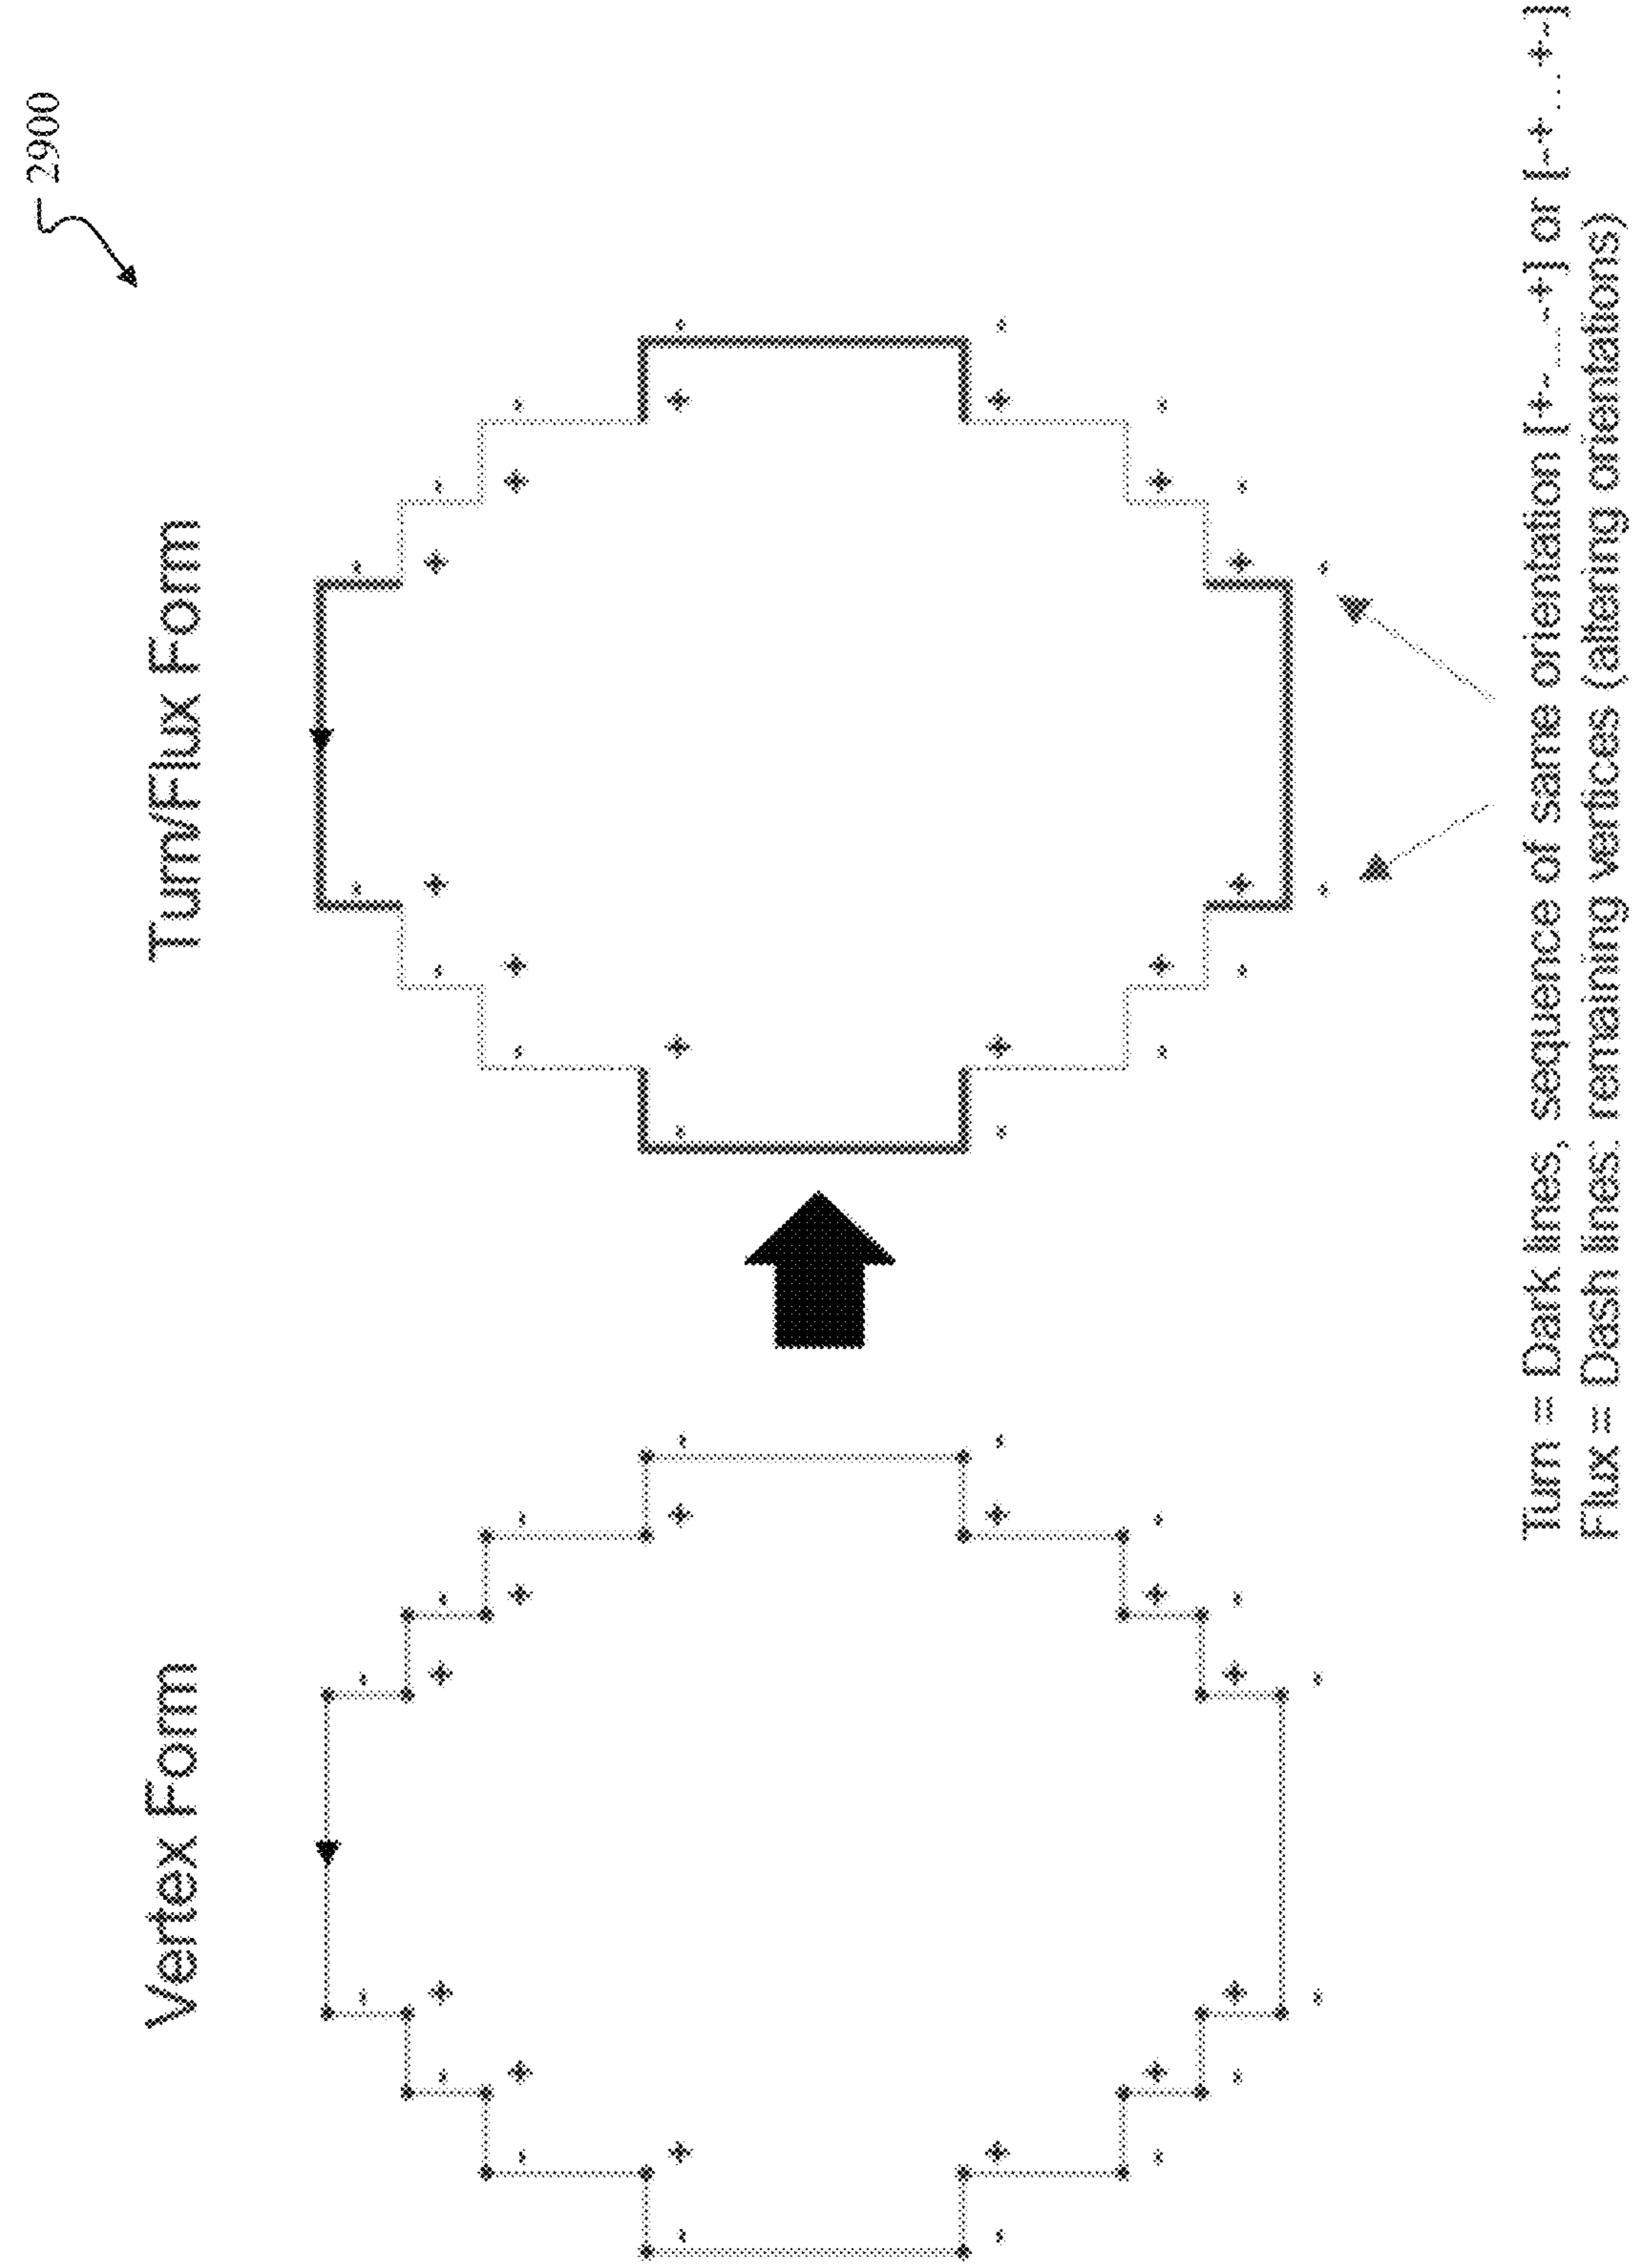 2900
Vertex Form
Turn/Flux Form
Turn = Dark lines, sequence of same orientation [+-...-+] or [-+...+-]
Flux = Dash lines: remaining vertices (altering orientations)